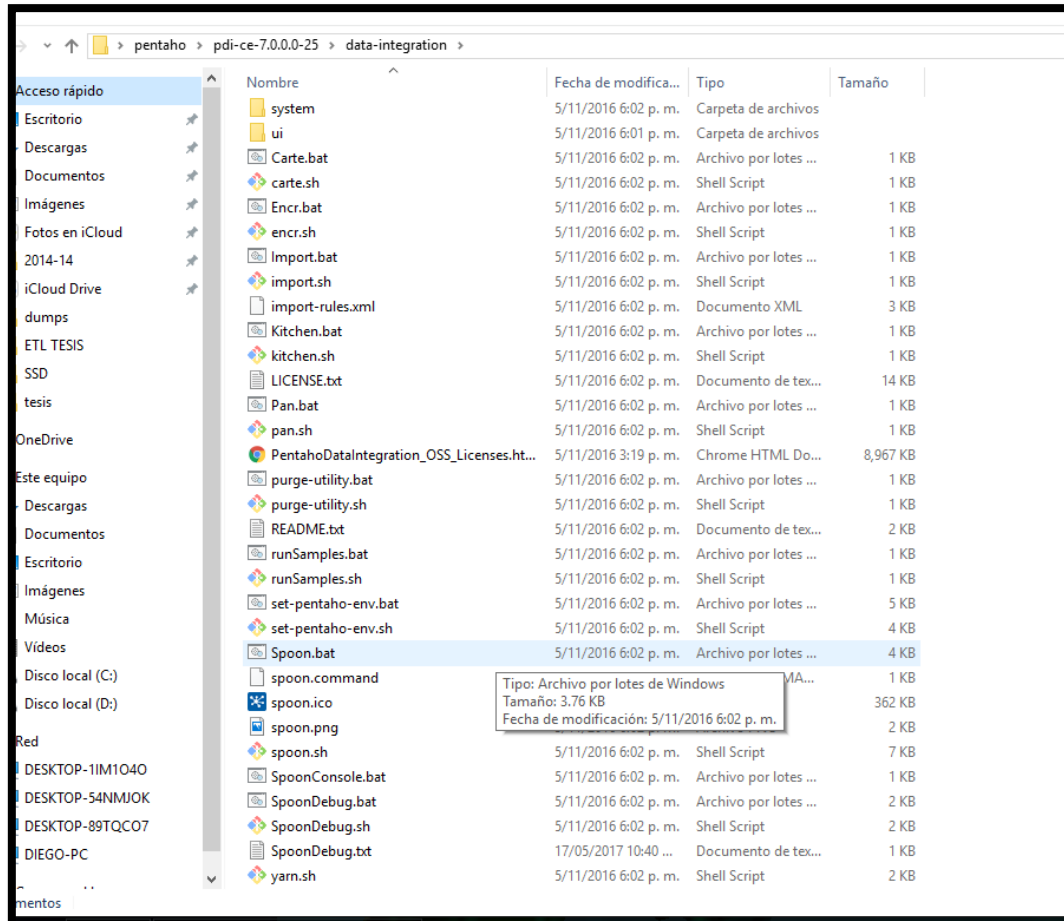 pentaho > pdi-ce-7.0.0.0-25 > data-integration >
Acceso rápido
Escritorio
Descargas
Documentos
Imágenes
Fotos en iCloud
2014-14
iCloud Drive
dumps
ETL TESIS
SSD
tesis
OneDrive
Este equipo
Descargas
Documentos
Escritorio
Imágenes
Música
Vídeos
Disco local (C:)
Disco local (D:)
Red
DESKTOP-1IM1O4O
DESKTOP-54NMJOK
DESKTOP-89TQCO7
DIEGO-PC
mentos
Nombre Fecha de modifica... Tipo Tamaño
system 5/11/2016 6:02 p. m. Carpeta de archivos
ui 5/11/2016 6:01 p. m. Carpeta de archivos
Carte.bat 5/11/2016 6:02 p. m. Archivo por lotes ... 1 KB
carte.sh 5/11/2016 6:02 p. m. Shell Script 1 KB
Encr.bat 5/11/2016 6:02 p. m. Archivo por lotes ... 1 KB
encr.sh 5/11/2016 6:02 p. m. Shell Script 1 KB
Import.bat 5/11/2016 6:02 p. m. Archivo por lotes ... 1 KB
import.sh 5/11/2016 6:02 p. m. Shell Script 1 KB
import-rules.xml 5/11/2016 6:02 p. m. Documento XML 3 KB
Kitchen.bat 5/11/2016 6:02 p. m. Archivo por lotes ... 1 KB
kitchen.sh 5/11/2016 6:02 p. m. Shell Script 1 KB
LICENSE.txt 5/11/2016 6:02 p. m. Documento de tex... 14 KB
Pan.bat 5/11/2016 6:02 p. m. Archivo por lotes ... 1 KB
pan.sh 5/11/2016 6:02 p. m. Shell Script 1 KB
PentahoDataIntegration_OSS_Licenses.ht... 5/11/2016 3:19 p. m. Chrome HTML Do... 8,967 KB
purge-utility.bat 5/11/2016 6:02 p. m. Archivo por lotes ... 1 KB
purge-utility.sh 5/11/2016 6:02 p. m. Shell Script 1 KB
README.txt 5/11/2016 6:02 p. m. Documento de tex... 2 KB
runSamples.bat 5/11/2016 6:02 p. m. Archivo por lotes ... 1 KB
runSamples.sh 5/11/2016 6:02 p. m. Shell Script 1 KB
set-pentaho-env.bat 5/11/2016 6:02 p. m. Archivo por lotes ... 5 KB
set-pentaho-env.sh 5/11/2016 6:02 p. m. Shell Script 4 KB
Spoon.bat 5/11/2016 6:02 p. m. Archivo por lotes ... 4 KB
spoon.command MA... 1 KB
Tipo: Archivo por lotes de Windows
Tamaño: 3.76 KB
Fecha de modificación: 5/11/2016 6:02 p. m.
spoon.ico 362 KB
spoon.png 2 KB
spoon.sh 5/11/2016 6:02 p. m. Shell Script 7 KB
SpoonConsole.bat 5/11/2016 6:02 p. m. Archivo por lotes ... 1 KB
SpoonDebug.bat 5/11/2016 6:02 p. m. Archivo por lotes ... 2 KB
SpoonDebug.sh 5/11/2016 6:02 p. m. Shell Script 2 KB
SpoonDebug.txt 17/05/2017 10:40 ... Documento de tex... 1 KB
yarn.sh 5/11/2016 6:02 p. m. Shell Script 2 KB